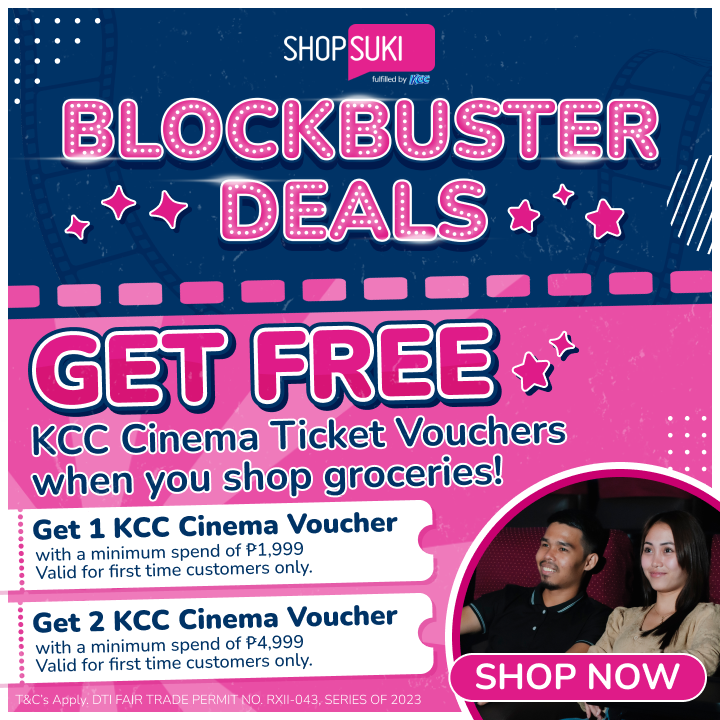 SHOPSUKI
fulfilled by kcc
BLOCKBUSTER
DEALS
GET FREE
KCC Cinema Ticket Vouchers
when you shop groceries!
Get 1 KCC Cinema Voucher
with a minimum spend of ₱1,999
Valid for first time customers only.
Get 2 KCC Cinema Voucher
with a minimum spend of ₱4,999
Valid for first time customers only.
SHOP NOW
T&C's Apply. DTI FAIR TRADE PERMIT NO. RXII-043, SERIES OF 2023